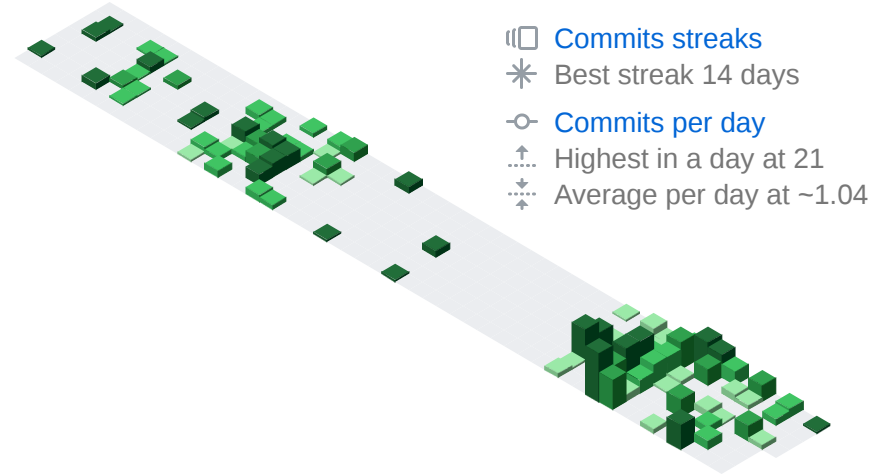 Commits streaks
Best streak 14 days
Commits per day
Highest in a day at 21
Average per day at ~1.04